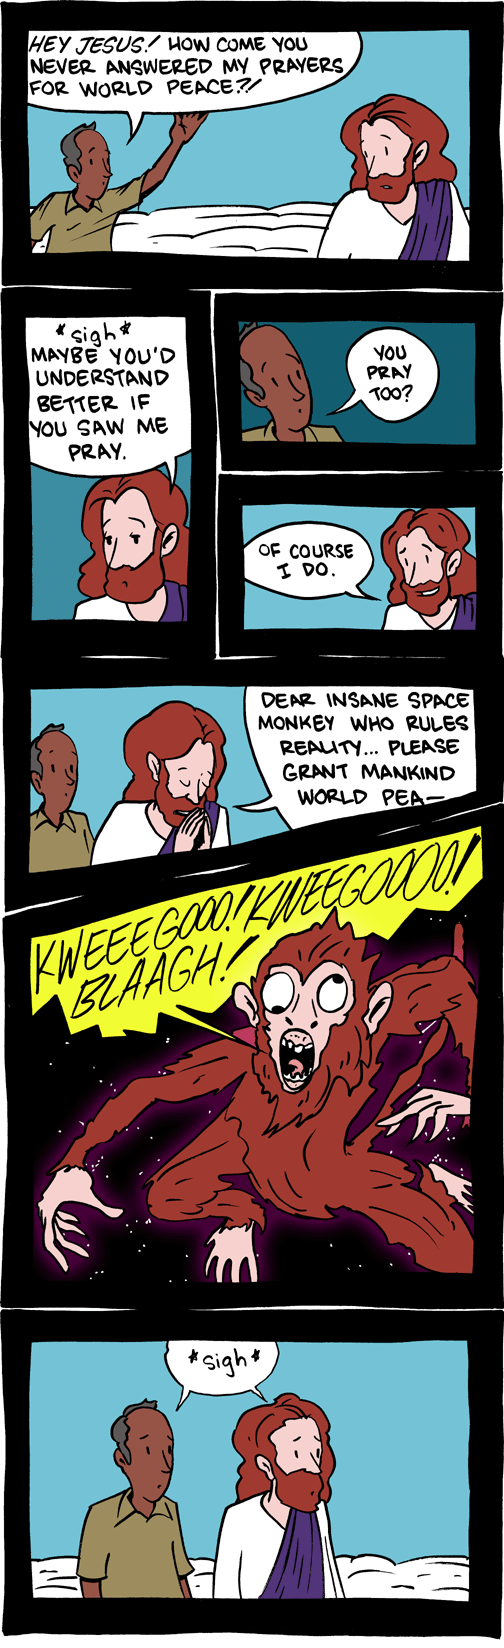 HEY JESUS! HOW COME YOU
NEVER ANSWERED MY PRAYERS
FOR WORLD PEACE?!
*sigh*
MAYBE YOU'D
UNDERSTAND
BETTER IF
YOU SAW ME
PRAY.
YOU
PRAY
TOO?
OF COURSE
I DO.
DEAR INSANE SPACE
MONKEY WHO RULES
REALITY... PLEASE
GRANT MANKIND
WORLD PEA—
KWEEEGOOO! KWEEGOOOO!
BLAAGH!
*sigh*